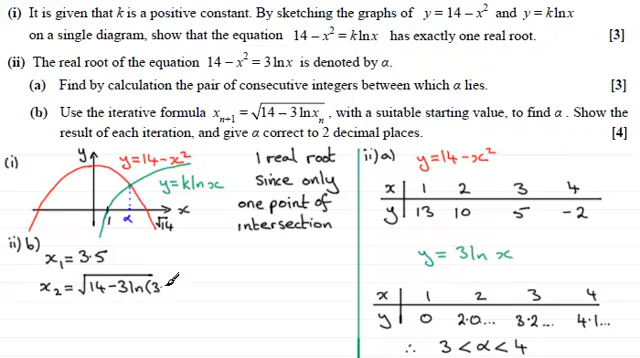 (i) It is given that k is a positive constant. By sketching the graphs of y = 14 − x² and y = k ln x
on a single diagram, show that the equation 14 − x² = k ln x has exactly one real root. [3]
(ii) The real root of the equation 14 − x² = 3 ln x is denoted by α.
(a) Find by calculation the pair of consecutive integers between which α lies. [3]
(b) Use the iterative formula xₙ₊₁ = √(14 − 3 ln xₙ), with a suitable starting value, to find α. Show the
result of each iteration, and give α correct to 2 decimal places. [4]
(i)
y
y = 14 − x²
y = k ln x
x
1
α
√14
1 real root
since only
one point of
intersection
ii) b)
x₁ = 3.5
x₂ = √14 − 3 ln (3.
ii) a) y = 14 − x²
x 1 2 3 4
y 13 10 5 −2
y = 3 ln x
x 1 2 3 4
y 0 2.0... 3.2... 4.1...
∴ 3 < α < 4